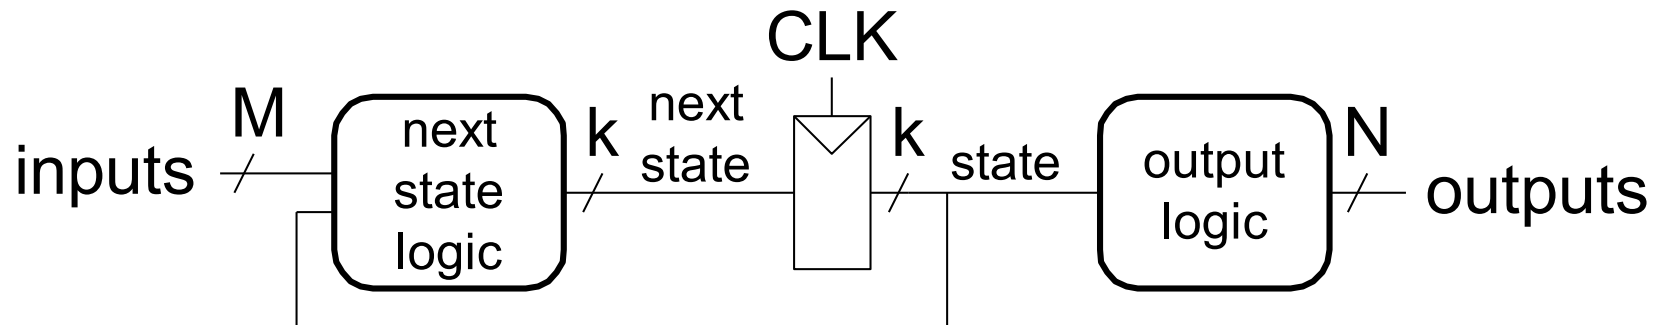 CLK
inputs
M
next
state
logic
k
next
state
k
state
output
logic
N
outputs